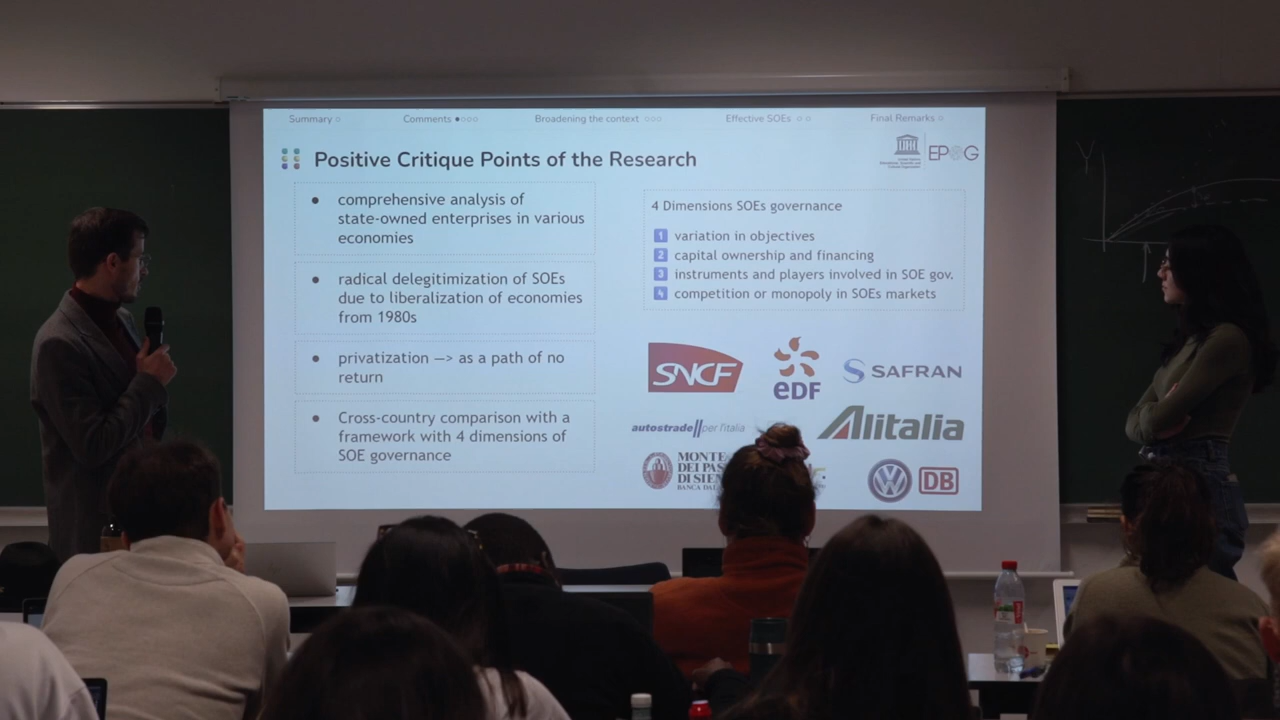 Summary
Comments
Broadening the context
Effective SOEs
Final Remarks
Positive Critique Points of the Research
EPOG
comprehensive analysis of
state-owned enterprises in various
economies
radical delegitimization of SOEs
due to liberalization of economies
from 1980s
privatization —> as a path of no
return
Cross-country comparison with a
framework with 4 dimensions of
SOE governance
4 Dimensions SOEs governance
1 variation in objectives
2 capital ownership and financing
3 instruments and players involved in SOE gov.
4 competition or monopoly in SOEs markets
SNCF
eDF
SAFRAN
autostrade//per l'italia
Alitalia
MONTE
DEI PAS
DI SIEN
VW
DB
Y